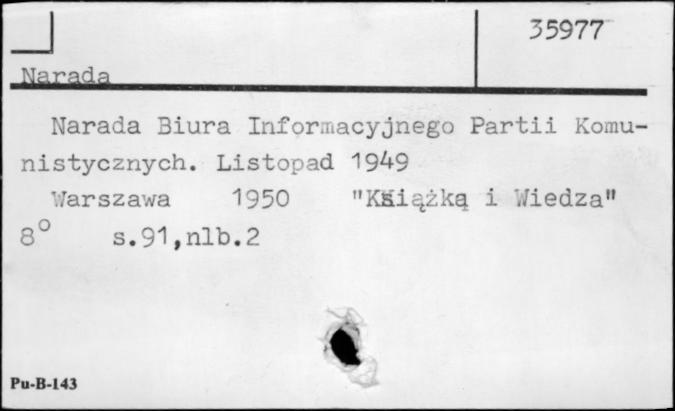 35977
Narada
Narada Biura Informacyjnego Partii Komu-
nistycznych. Listopad 1949
Warszawa 1950 "Książką i Wiedza"
8° s.91,nlb.2
Pu-B-143